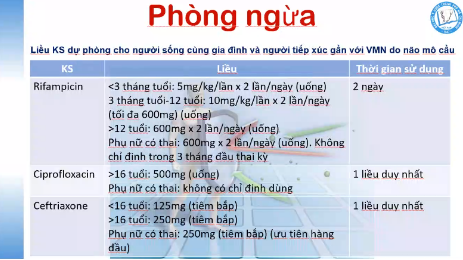 Phòng ngừa
Liều KS dự phòng cho người sống cùng gia đình và người tiếp xúc gần với VMN do não mô cầu
KS Liều Thời gian sử dụng
Rifampicin <3 tháng tuổi: 5mg/kg/lần x 2 lần/ngày (uống) 2 ngày
3 tháng tuổi-12 tuổi: 10mg/kg/lần x 2 lần/ngày
(tối đa 600mg) (uống)
>12 tuổi: 600mg x 2 lần/ngày (uống)
Phụ nữ có thai: 600mg x 2 lần/ngày (uống). Không
chỉ định trong 3 tháng đầu thai kỳ
Ciprofloxacin >16 tuổi: 500mg (uống) 1 liều duy nhất
Phụ nữ có thai: không có chỉ định dùng
Ceftriaxone <16 tuổi: 125mg (tiêm bắp) 1 liều duy nhất
>16 tuổi: 250mg (tiêm bắp)
Phụ nữ có thai: 250mg (tiêm bắp) (ưu tiên hàng
đầu)